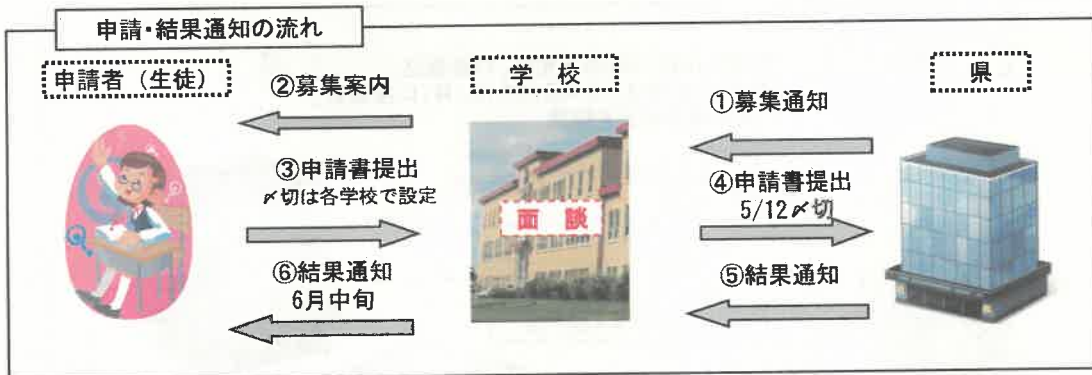 申請・結果通知の流れ
申請者(生徒)
学校
県
②募集案内
①募集通知
③申請書提出
〆切は各学校で設定
④申請書提出
5/12〆切
面談
⑥結果通知
6月中旬
⑤結果通知